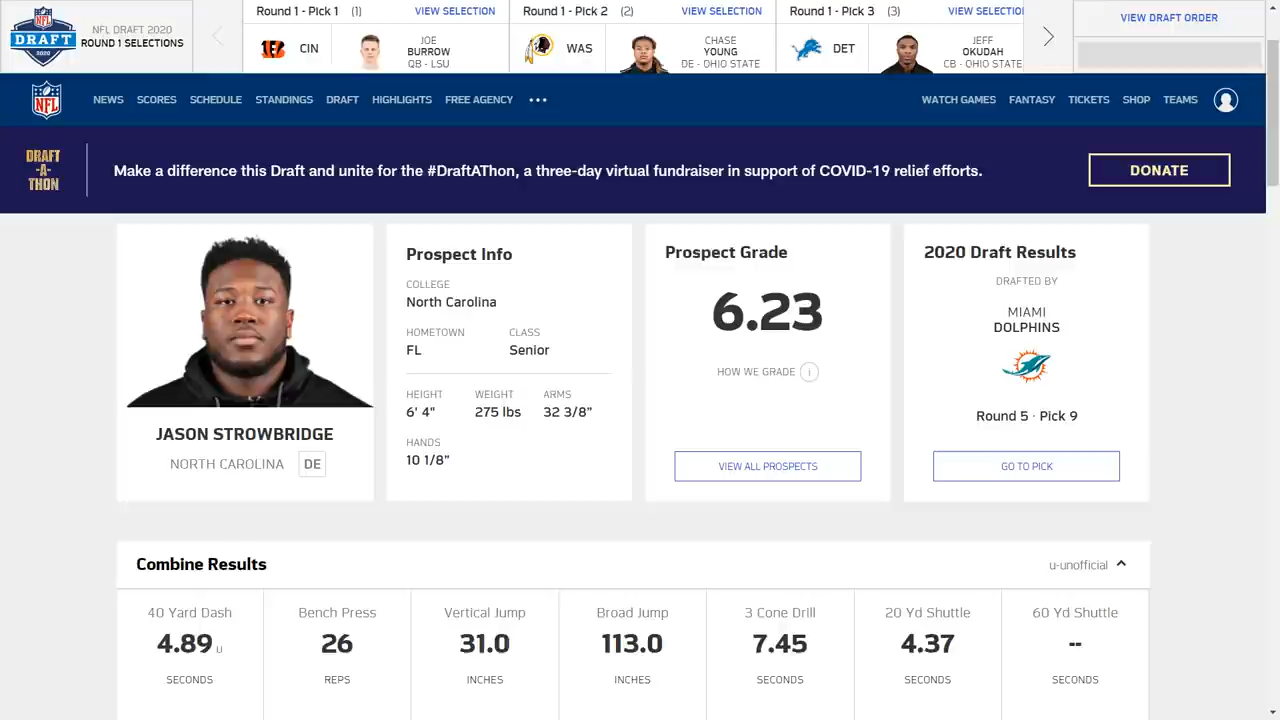 NFL
DRAFT
2020
NFL DRAFT 2020
ROUND 1 SELECTIONS
Round 1 - Pick 1 (1) VIEW SELECTION
CIN
JOE
BURROW
QB - LSU
Round 1 - Pick 2 (2) VIEW SELECTION
WAS
CHASE
YOUNG
DE - OHIO STATE
Round 1 - Pick 3 (3) VIEW SELECTIO
DET
JEFF
OKUDAH
CB - OHIO STATE
VIEW DRAFT ORDER
NFL
NEWS SCORES SCHEDULE STANDINGS DRAFT HIGHLIGHTS FREE AGENCY ••• WATCH GAMES FANTASY TICKETS SHOP TEAMS
DRAFT
-A-
THON
Make a difference this Draft and unite for the #DraftAThon, a three-day virtual fundraiser in support of COVID-19 relief efforts.
DONATE
JASON STROWBRIDGE
NORTH CAROLINA DE
Prospect Info
COLLEGE
North Carolina
HOMETOWN CLASS
FL Senior
HEIGHT WEIGHT ARMS
6' 4" 275 lbs 32 3/8"
HANDS
10 1/8"
Prospect Grade
6.23
HOW WE GRADE i
VIEW ALL PROSPECTS
2020 Draft Results
DRAFTED BY
MIAMI
DOLPHINS
Round 5 · Pick 9
GO TO PICK
Combine Results u-unofficial
40 Yard Dash Bench Press Vertical Jump Broad Jump 3 Cone Drill 20 Yd Shuttle 60 Yd Shuttle
4.89 U 26 31.0 113.0 7.45 4.37 --
SECONDS REPS INCHES INCHES SECONDS SECONDS SECONDS